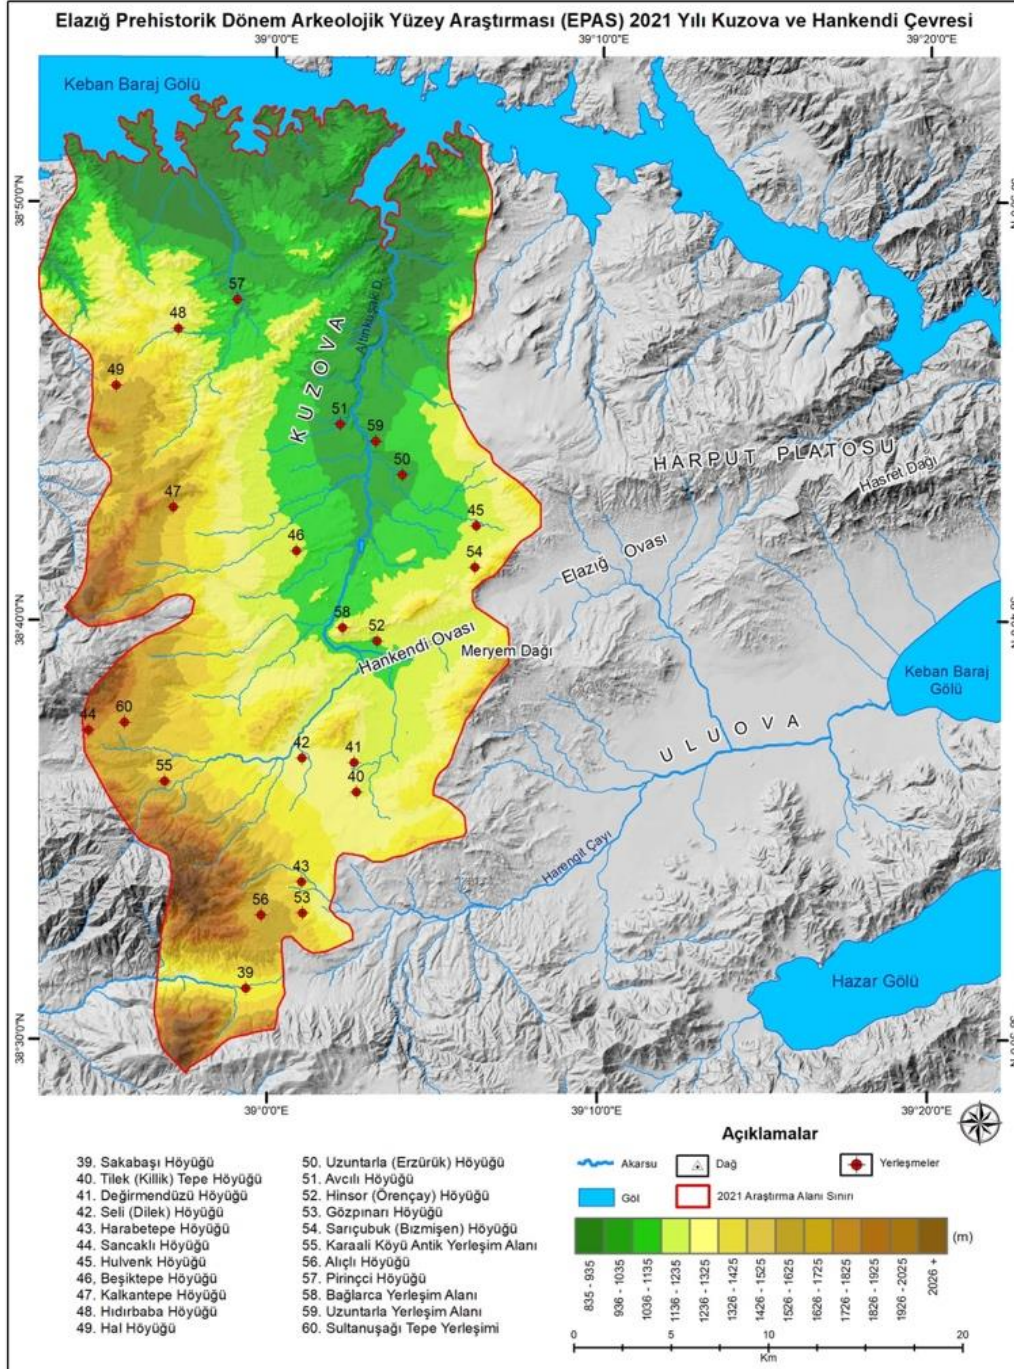 Elazığ Prehistorik Dönem Arkeolojik Yüzey Araştırması (EPAS) 2021 Yılı Kuzova ve Hankendi Çevresi
39°0'0"E
39°10'0"E
39°20'0"E
Keban Baraj Gölü
38°50'0"N
38°50'0"N
57
48
Altınkuşak D.
KUZOVA
49
51
59
HARPUT PLATOSU
50
Hasret Dağı
47
45
46
54
Elazığ Ovası
38°40'0"N
38°40'0"N
58
52
Hankendi Ovası
Meryem Dağı
Keban Baraj
Gölü
60
44
ULUOVA
42
41
55
40
Harengit Çayı
43
53
56
39
Hazar Gölü
38°30'0"N
38°30'0"N
39°0'0"E
39°10'0"E
39°20'0"E
39. Sakabaşı Höyüğü
40. Tilek (Killik) Tepe Höyüğü
41. Değirmendüzü Höyüğü
42. Seli (Dilek) Höyüğü
43. Harabetepe Höyüğü
44. Sancaklı Höyüğü
45. Hulvenk Höyüğü
46, Beşiktepe Höyüğü
47. Kalkantepe Höyüğü
48. Hıdırbaba Höyüğü
49. Hal Höyüğü
50. Uzuntarla (Erzürük) Höyüğü
51. Avcılı Höyüğü
52. Hinsor (Örençay) Höyüğü
53. Gözpınarı Höyüğü
54. Sarıçubuk (Bızmişen) Höyüğü
55. Karaali Köyü Antik Yerleşim Alanı
56. Alıçlı Höyüğü
57. Pirinçci Höyüğü
58. Bağlarca Yerleşim Alanı
59. Uzuntarla Yerleşim Alanı
60. Sultanuşağı Tepe Yerleşimi
Açıklamalar
Akarsu
Dağ
Yerleşmeler
Göl
2021 Araştırma Alanı Sınırı
(m)
835 - 935
936 - 1035
1036 - 1135
1136 - 1235
1236 - 1325
1326 - 1425
1426 - 1525
1526 - 1625
1626 - 1725
1726 - 1825
1826 - 1925
1926 - 2025
2026 +
0
5
10
20
Km